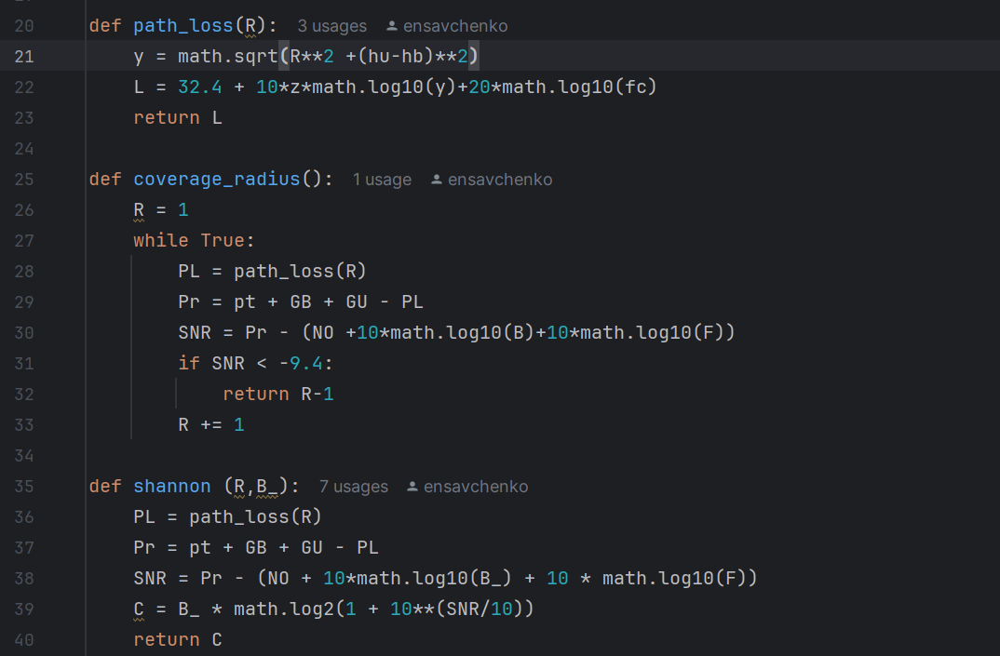 20 def path_loss(R): 3 usages ensavchenko
21 y = math.sqrt(R**2 +(hu-hb)**2)
22 L = 32.4 + 10*z*math.log10(y)+20*math.log10(fc)
23 return L
24
25 def coverage_radius(): 1 usage ensavchenko
26 R = 1
27 while True:
28 PL = path_loss(R)
29 Pr = pt + GB + GU - PL
30 SNR = Pr - (NO +10*math.log10(B)+10*math.log10(F))
31 if SNR < -9.4:
32 return R-1
33 R += 1
34
35 def shannon (R,B_): 7 usages ensavchenko
36 PL = path_loss(R)
37 Pr = pt + GB + GU - PL
38 SNR = Pr - (NO + 10*math.log10(B_) + 10 * math.log10(F))
39 C = B_ * math.log2(1 + 10**(SNR/10))
40 return C